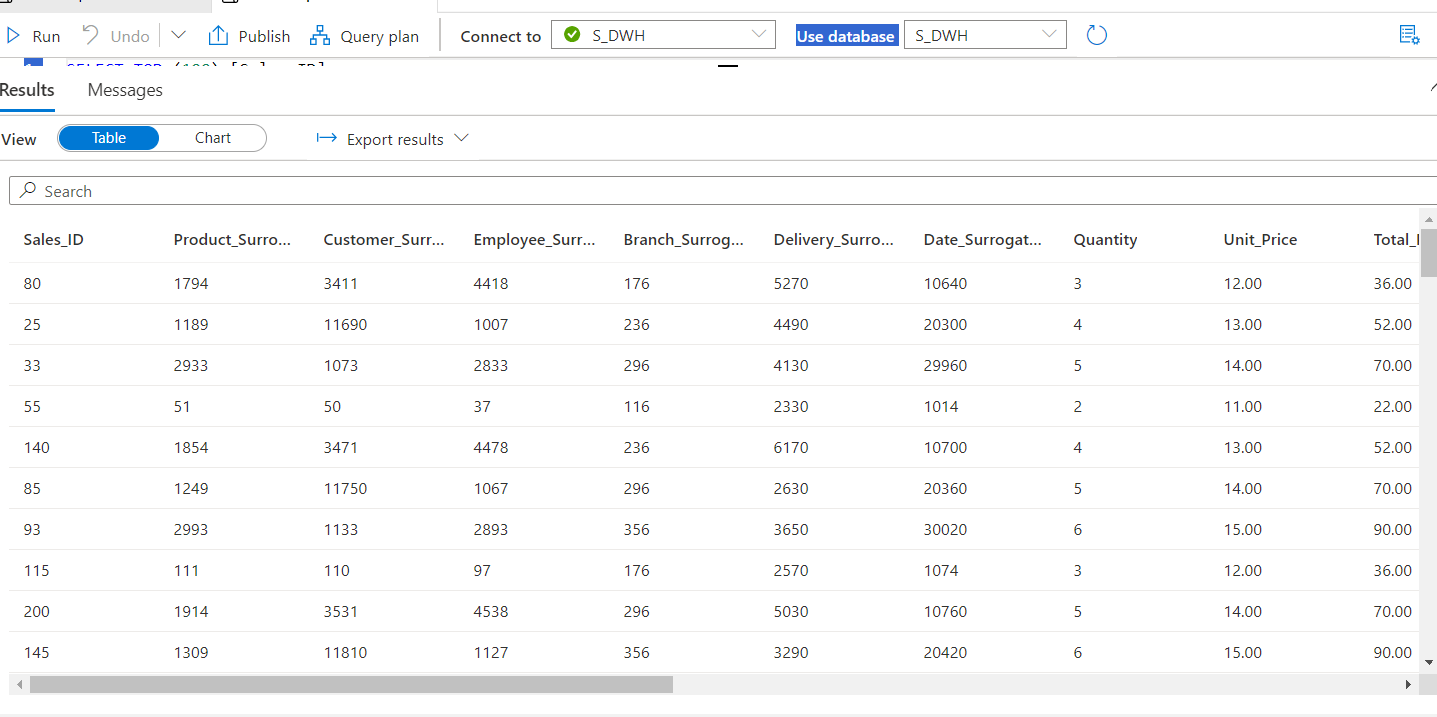 Run Undo Publish Query plan Connect to S_DWH Use database S_DWH
SELECT TOP (100) [Sales_ID]
Results Messages
View Table Chart Export results
Search
Sales_ID Product_Surro... Customer_Surr... Employee_Surr... Branch_Surrog... Delivery_Surro... Date_Surrogat... Quantity Unit_Price Total_
80 1794 3411 4418 176 5270 10640 3 12.00 36.00
25 1189 11690 1007 236 4490 20300 4 13.00 52.00
33 2933 1073 2833 296 4130 29960 5 14.00 70.00
55 51 50 37 116 2330 1014 2 11.00 22.00
140 1854 3471 4478 236 6170 10700 4 13.00 52.00
85 1249 11750 1067 296 2630 20360 5 14.00 70.00
93 2993 1133 2893 356 3650 30020 6 15.00 90.00
115 111 110 97 176 2570 1074 3 12.00 36.00
200 1914 3531 4538 296 5030 10760 5 14.00 70.00
145 1309 11810 1127 356 3290 20420 6 15.00 90.00